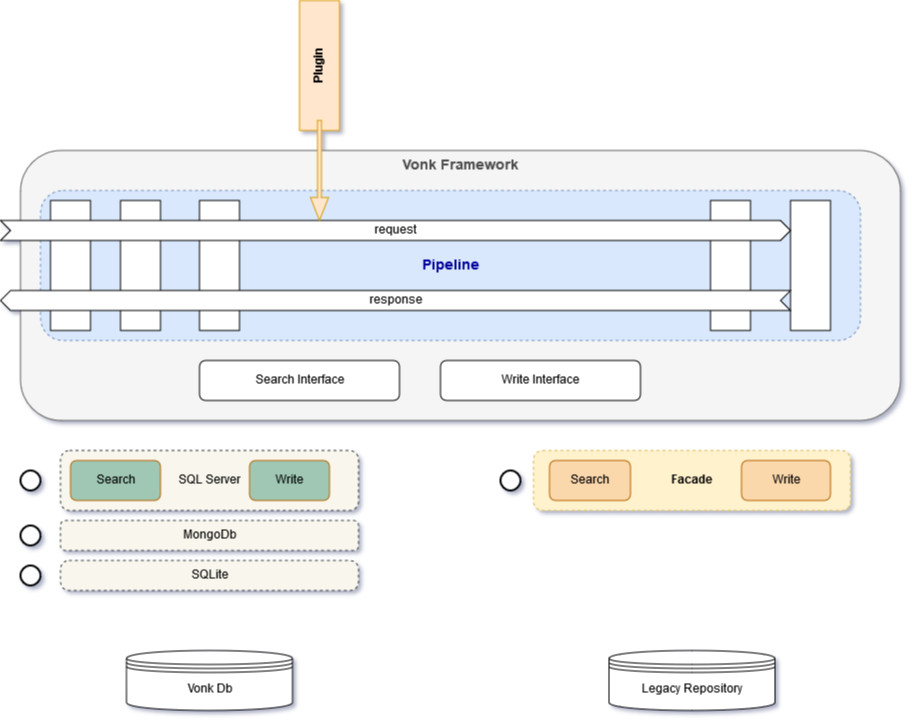 PlugIn
Vonk Framework
request
Pipeline
response
Search Interface
Write Interface
Search
SQL Server
Write
Search
Facade
Write
MongoDb
SQLite
Vonk Db
Legacy Repository